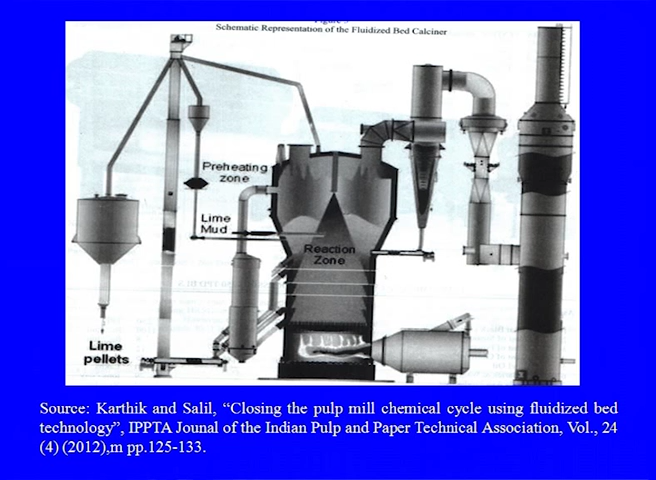 Schematic Representation of the Fluidized Bed Calciner
Preheating
zone
Lime
Mud
Reaction
Zone
Lime
pellets
Source: Karthik and Salil, “Closing the pulp mill chemical cycle using fluidized bed
technology”, IPPTA Jounal of the Indian Pulp and Paper Technical Association, Vol., 24
(4) (2012),m pp.125-133.